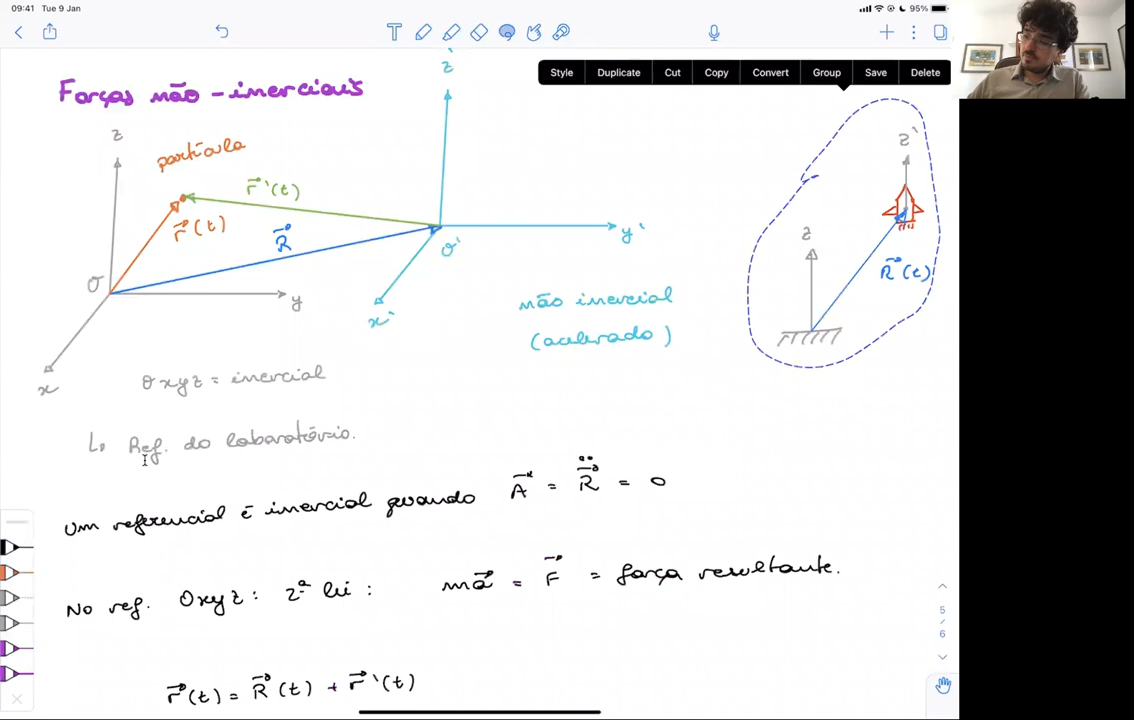 09:41 Tue 9 Jan
95%
Style Duplicate Cut Copy Convert Group Save Delete
Forças não-inerciais
z
z'
partícula
r'(t)
r(t)
R
O
O'
y
y'
x
x'
não inercial
(acelerado)
z'
z
R(t)
Oxyz = inercial
Ref. do laboratório.
Um referencial é inercial quando A = R̈ = 0
No ref. Oxyz: 2ª lei: ma = F = força resultante.
r(t) = R(t) + r'(t)
5
/
6